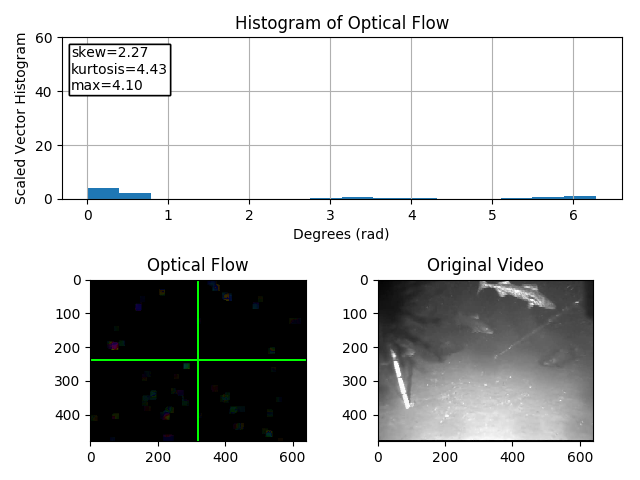 Histogram of Optical Flow
Scaled Vector Histogram
60
40
20
0
skew=2.27
kurtosis=4.43
max=4.10
0 1 2 3 4 5 6
Degrees (rad)
Optical Flow
0
100
200
300
400
0 200 400 600
Original Video
0
100
200
300
400
0 200 400 600